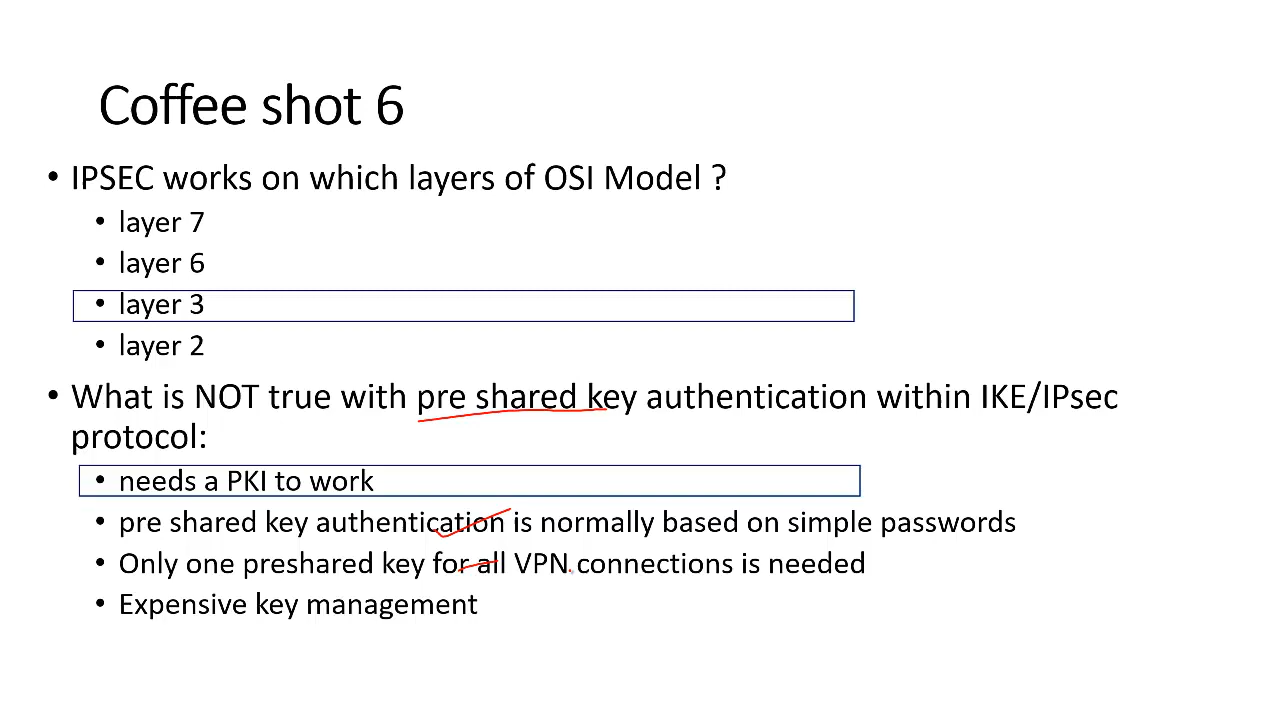 Coffee shot 6
• IPSEC works on which layers of OSI Model ?
• layer 7
• layer 6
• layer 3
• layer 2
• What is NOT true with pre shared key authentication within IKE/IPsec
protocol:
• needs a PKI to work
• pre shared key authentication is normally based on simple passwords
• Only one preshared key for all VPN connections is needed
• Expensive key management